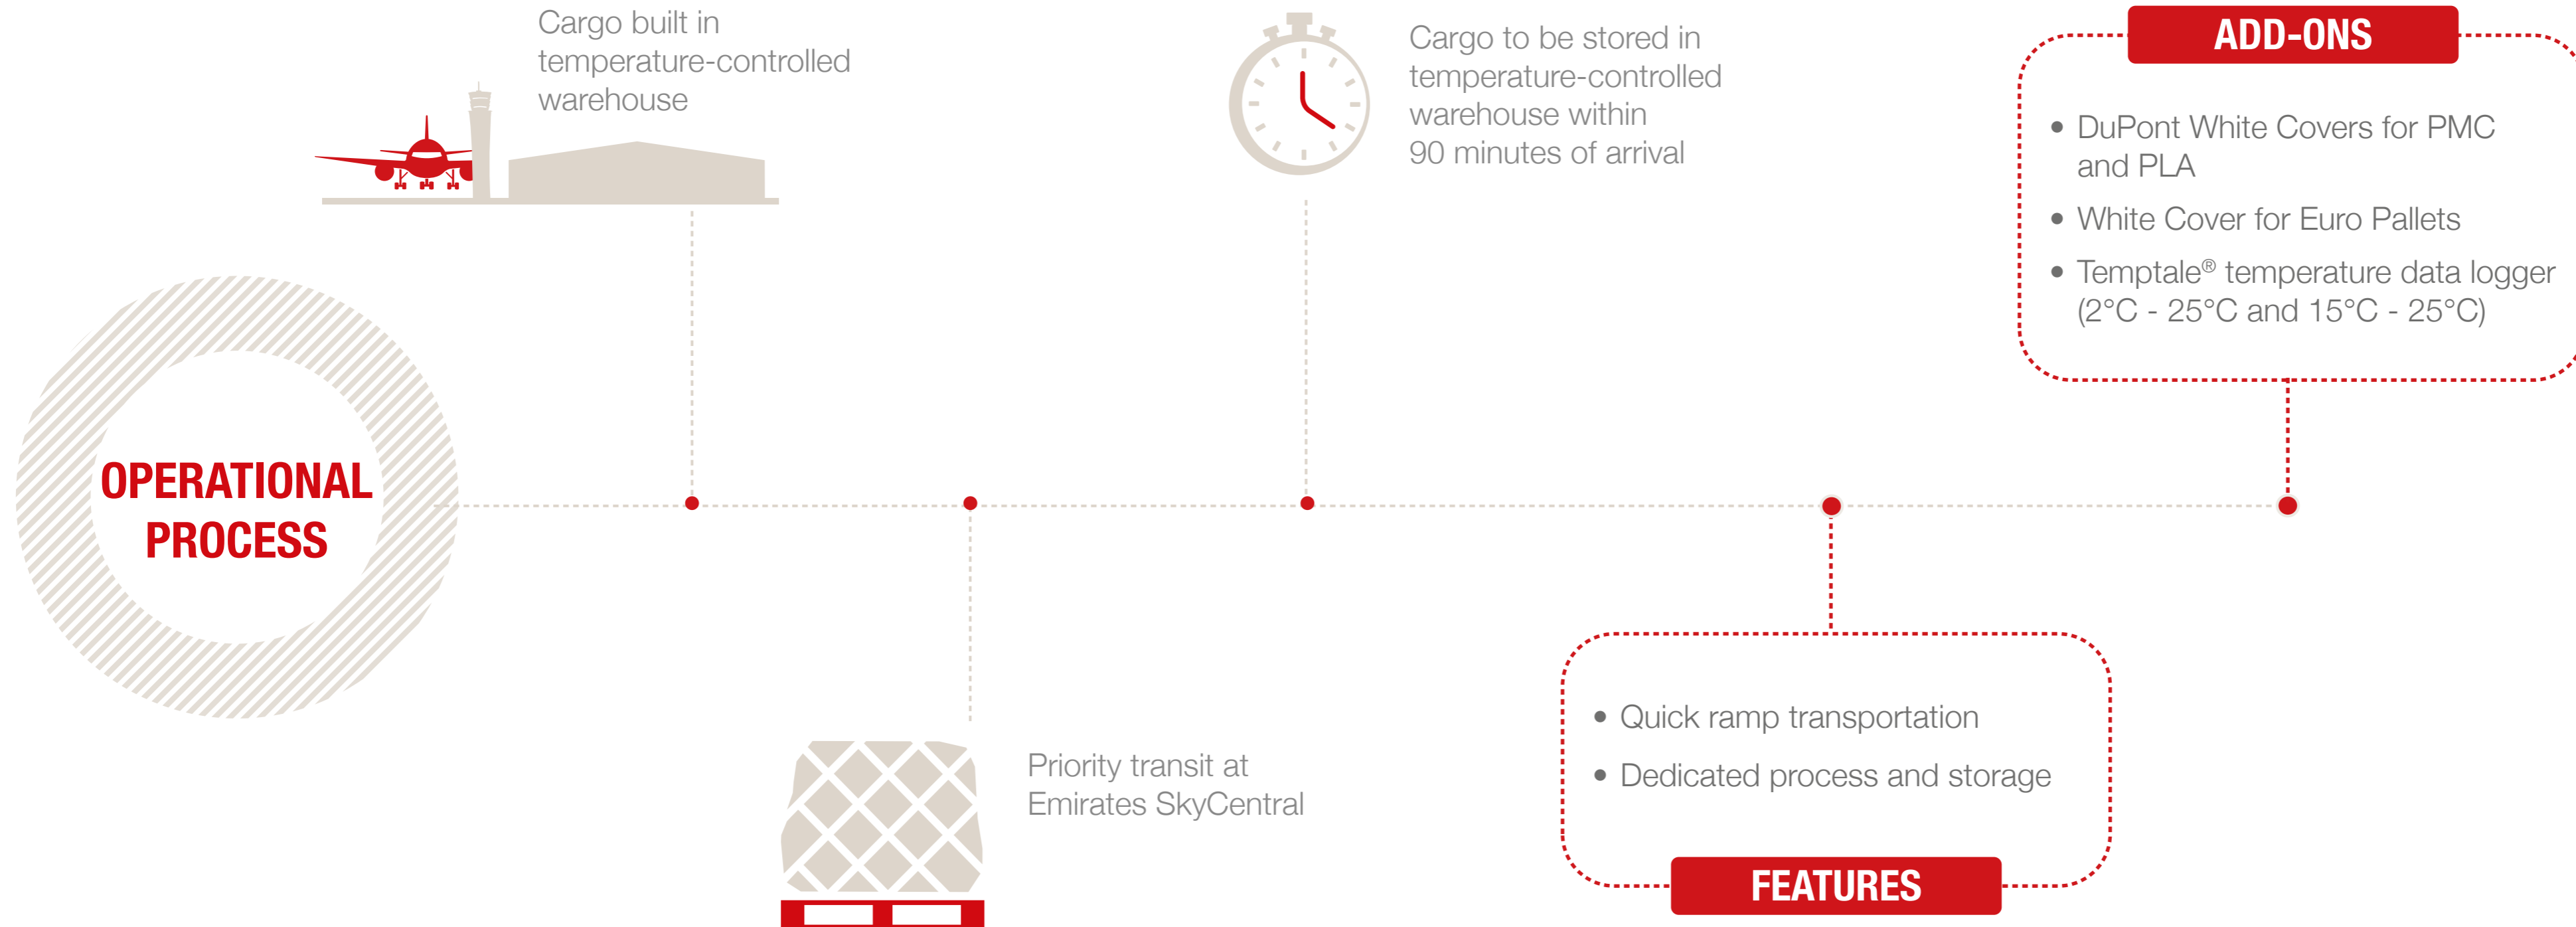 OPERATIONAL
PROCESS
Cargo built in
temperature-controlled
warehouse
Priority transit at
Emirates SkyCentral
Cargo to be stored in
temperature-controlled
warehouse within
90 minutes of arrival
• Quick ramp transportation
• Dedicated process and storage
FEATURES
ADD-ONS
• DuPont White Covers for PMC
and PLA
• White Cover for Euro Pallets
• Temptale® temperature data logger
(2°C - 25°C and 15°C - 25°C)